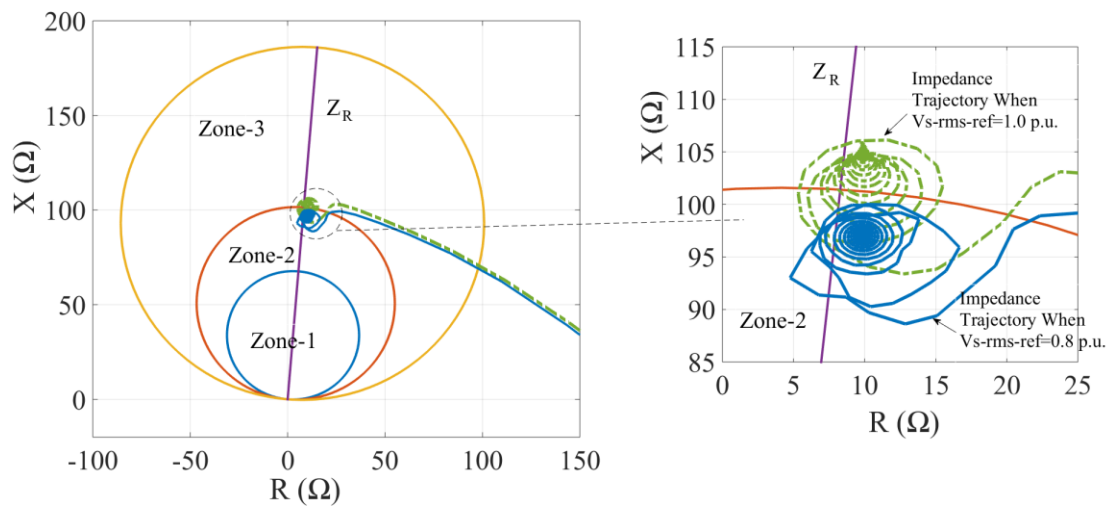 200
150
100
50
0
X (Ω)
Zone-3
Z_R
Zone-2
Zone-1
-100 -50 0 50 100 150
R (Ω)
115
110
105
100
95
90
85
X (Ω)
Z_R
Impedance
Trajectory When
Vs-rms-ref=1.0 p.u.
Zone-2
Impedance
Trajectory When
Vs-rms-ref=0.8 p.u.
0 5 10 15 20 25
R (Ω)